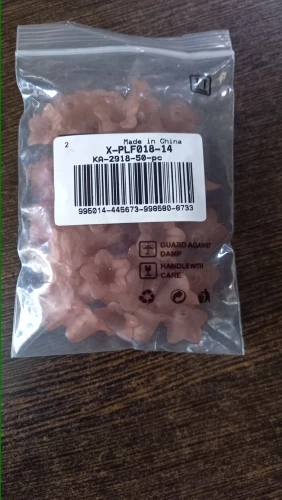 2
Made in China
X-PLF018-14
KA-2918-50-pc
995014-445673-998580-8733
GUARD AGAINST
DAMP
HANDLE WITH
CARE